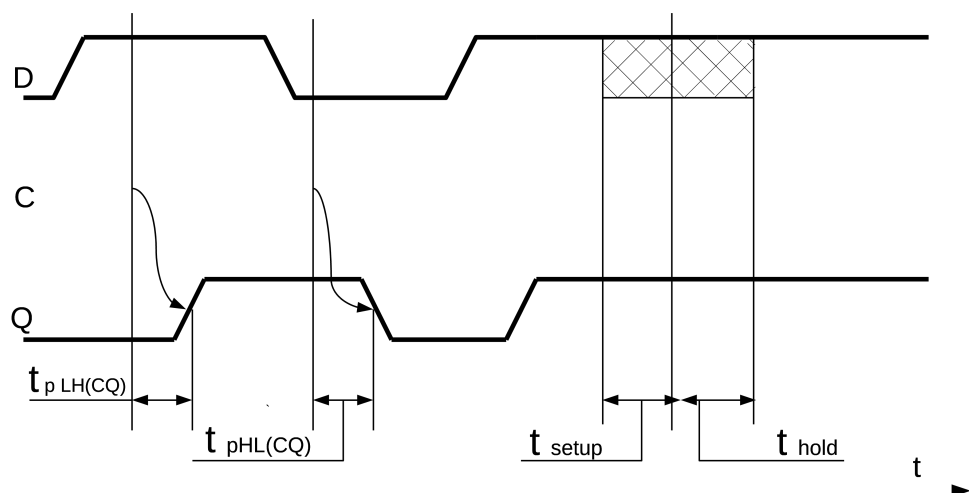 D
C
Q
t p LH(CQ)
t pHL(CQ)
t setup
t hold
t